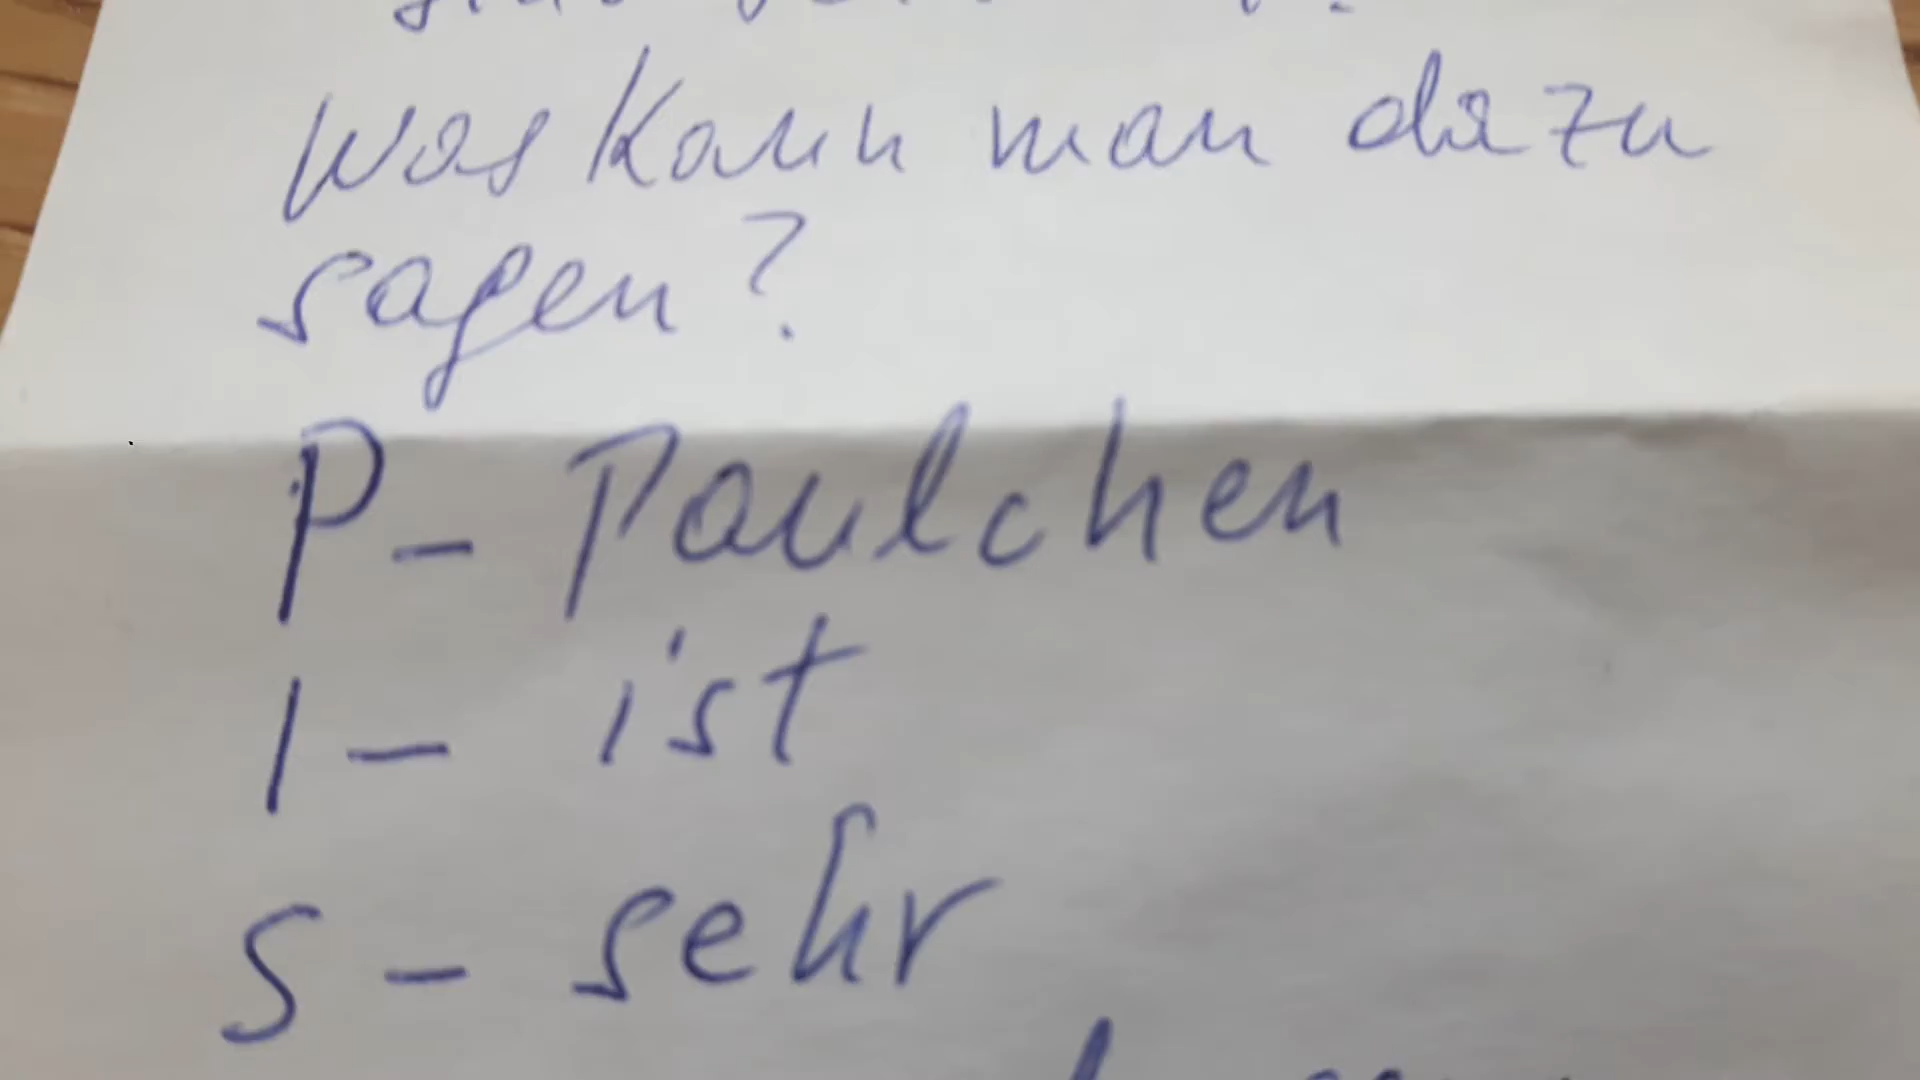 Was kann man dazu
sagen?
P - Paulchen
I - ist
S - sehr